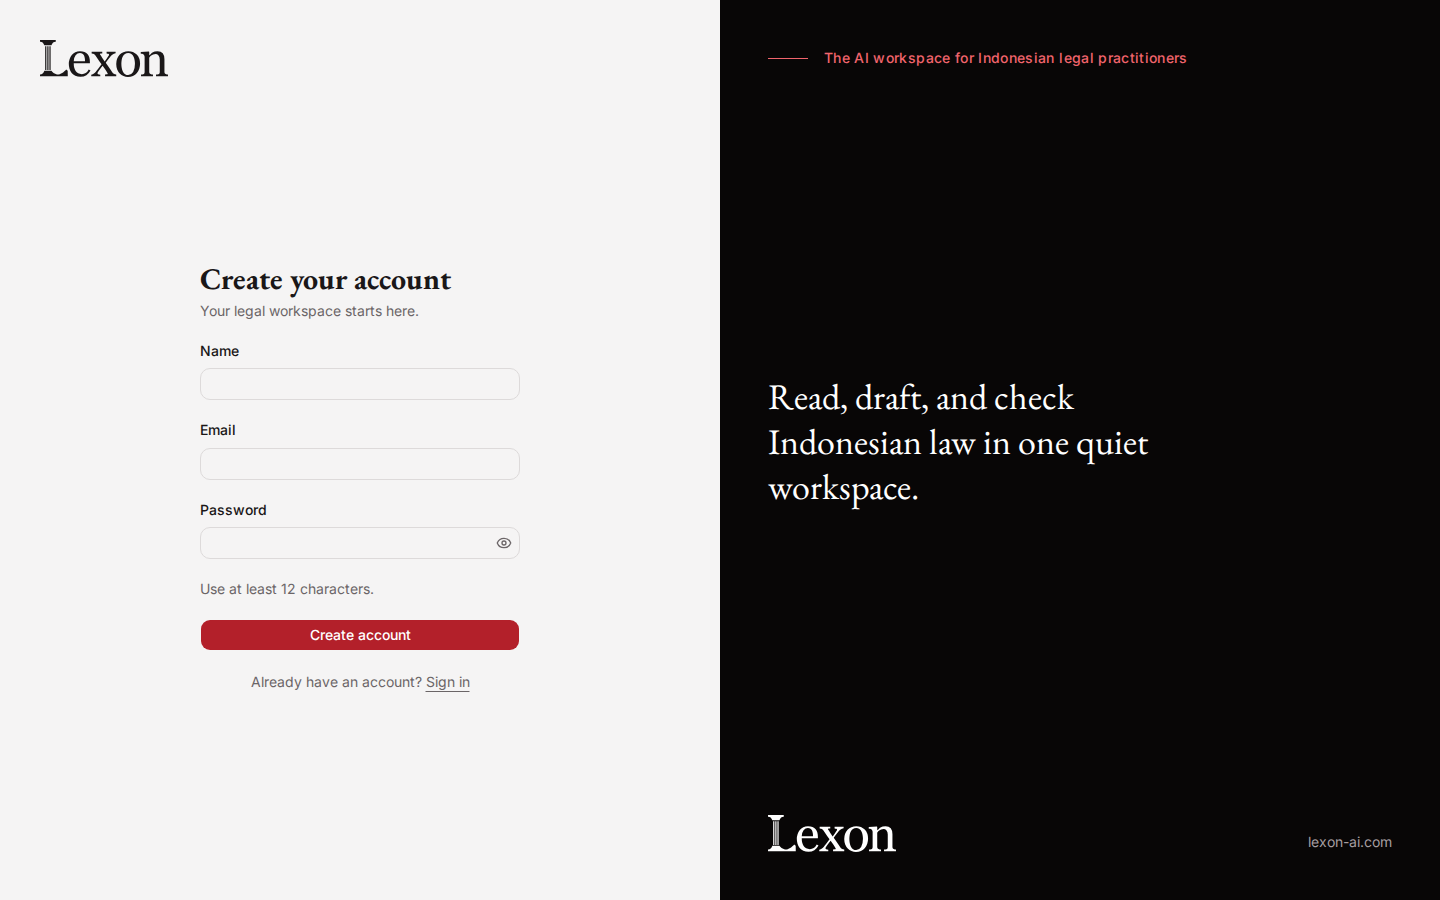 Lexon
Create your account
Your legal workspace starts here.
Name
Email
Password
Use at least 12 characters.
Create account
Already have an account? Sign in
The AI workspace for Indonesian legal practitioners
Read, draft, and check
Indonesian law in one quiet
workspace.
Lexon
lexon-ai.com